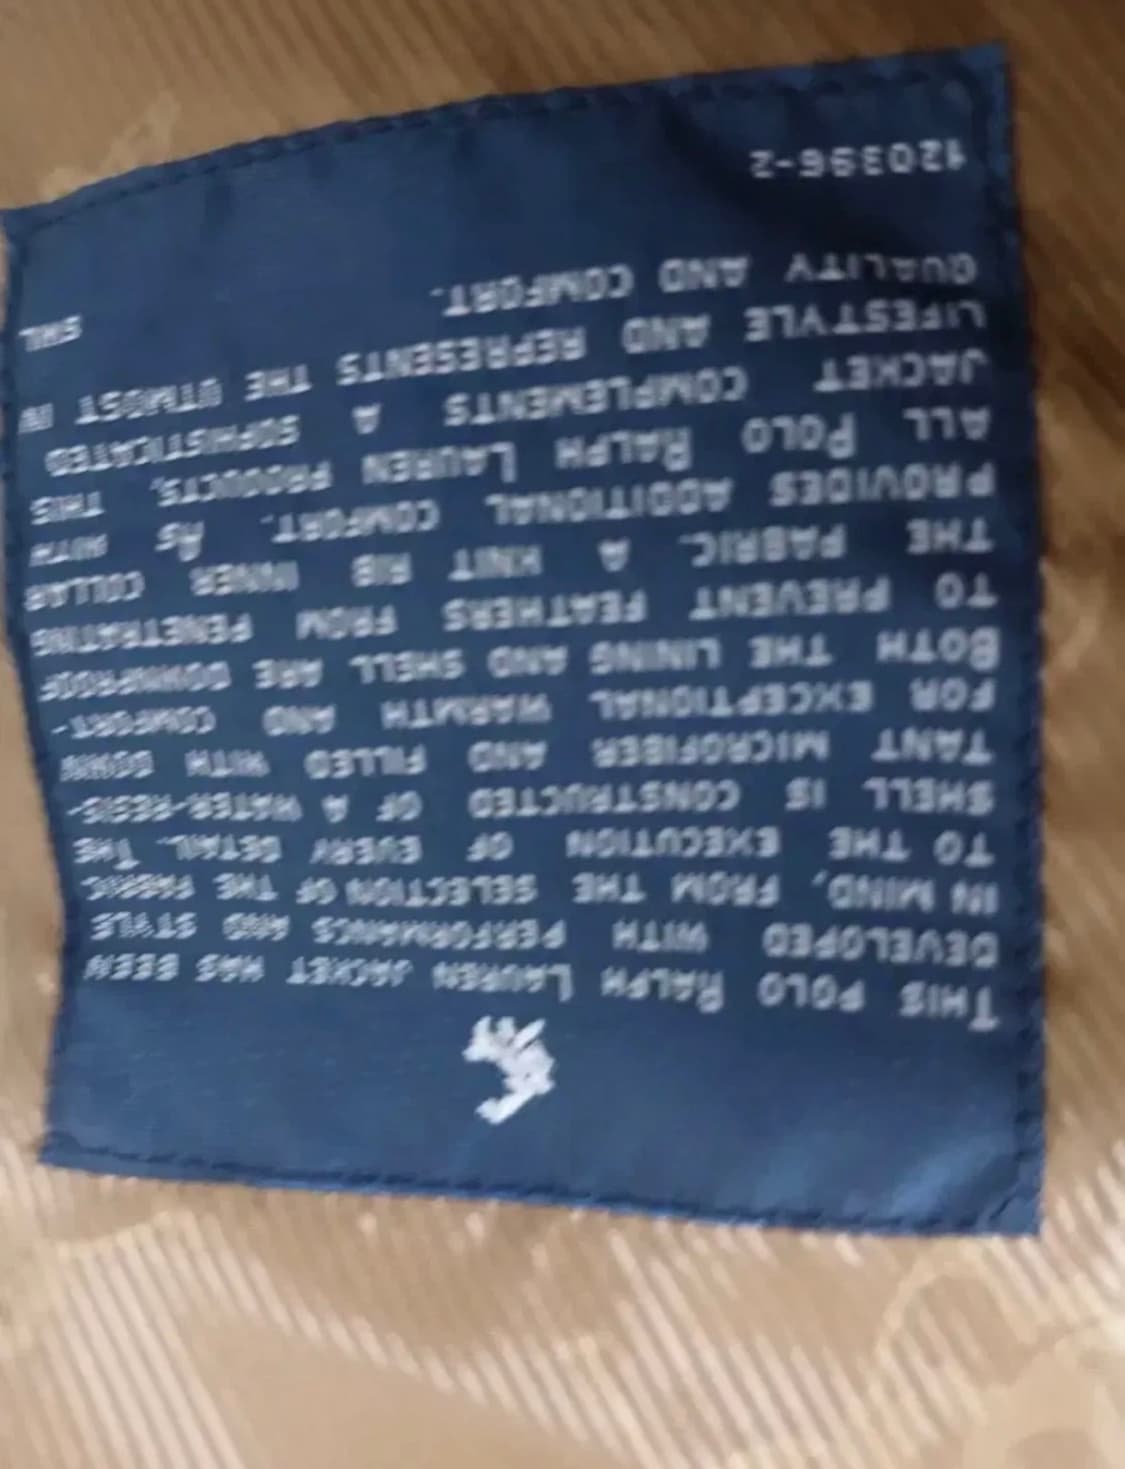 THIS POLO RALPH LAUREN JACKET HAS BEEN
DEVELOPED WITH PERFORMANCE AND STYLE
IN MIND, FROM THE SELECTION OF THE FABRIC
TO THE EXECUTION OF EVERY DETAIL. THE
SHELL IS CONSTRUCTED OF A WATER-RESIS-
TANT MICROFIBER AND FILLED WITH DOWN
FOR EXCEPTIONAL WARMTH AND COMFORT.
BOTH THE LINING AND SHELL ARE DOWNPROOF
TO PREVENT FEATHERS FROM PENETRATING
THE FABRIC. A KNIT RIB INNER COLLAR
PROVIDES ADDITIONAL COMFORT. AS WITH
ALL POLO RALPH LAUREN PRODUCTS, THIS
JACKET COMPLEMENTS A SOPHISTICATED
LIFESTYLE AND REPRESENTS THE UTMOST IN
QUALITY AND COMFORT.
120396-2